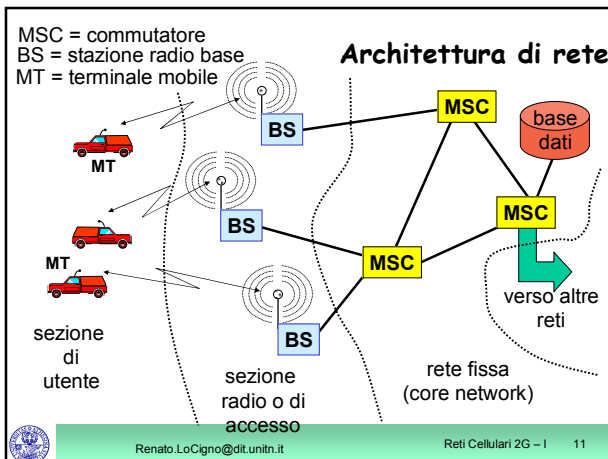 MSC = commutatore
BS = stazione radio base
MT = terminale mobile
Architettura di rete
MSC
base
dati
BS
MT
MSC
BS
MSC
MT
verso altre
reti
BS
sezione
di
utente
sezione
radio o di
accesso
rete fissa
(core network)
Renato.LoCigno@dit.unitn.it
Reti Cellulari 2G – I 11